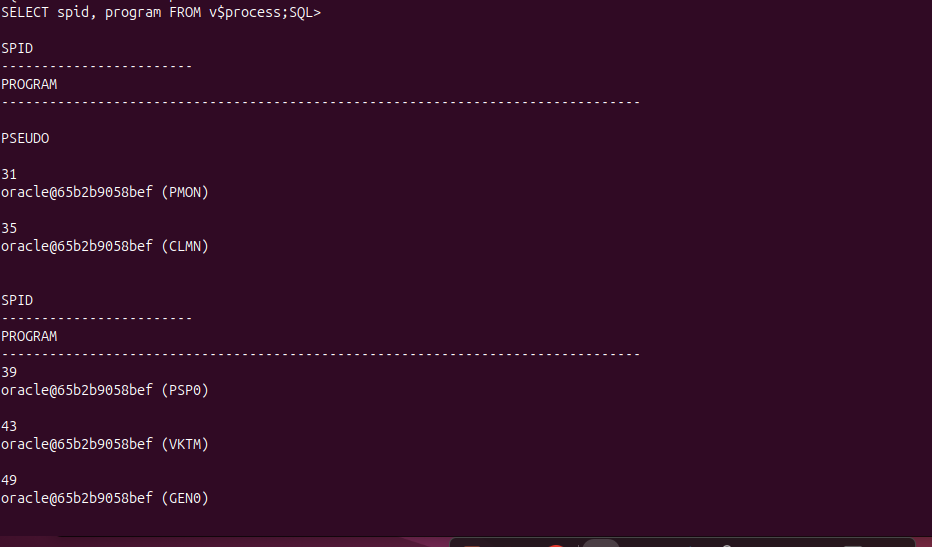 SELECT spid, program FROM v$process;SQL>
SPID
------------------------
PROGRAM
--------------------------------------------------------------------------------
PSEUDO
31
oracle@65b2b9058bef (PMON)
35
oracle@65b2b9058bef (CLMN)
SPID
------------------------
PROGRAM
--------------------------------------------------------------------------------
39
oracle@65b2b9058bef (PSP0)
43
oracle@65b2b9058bef (VKTM)
49
oracle@65b2b9058bef (GEN0)